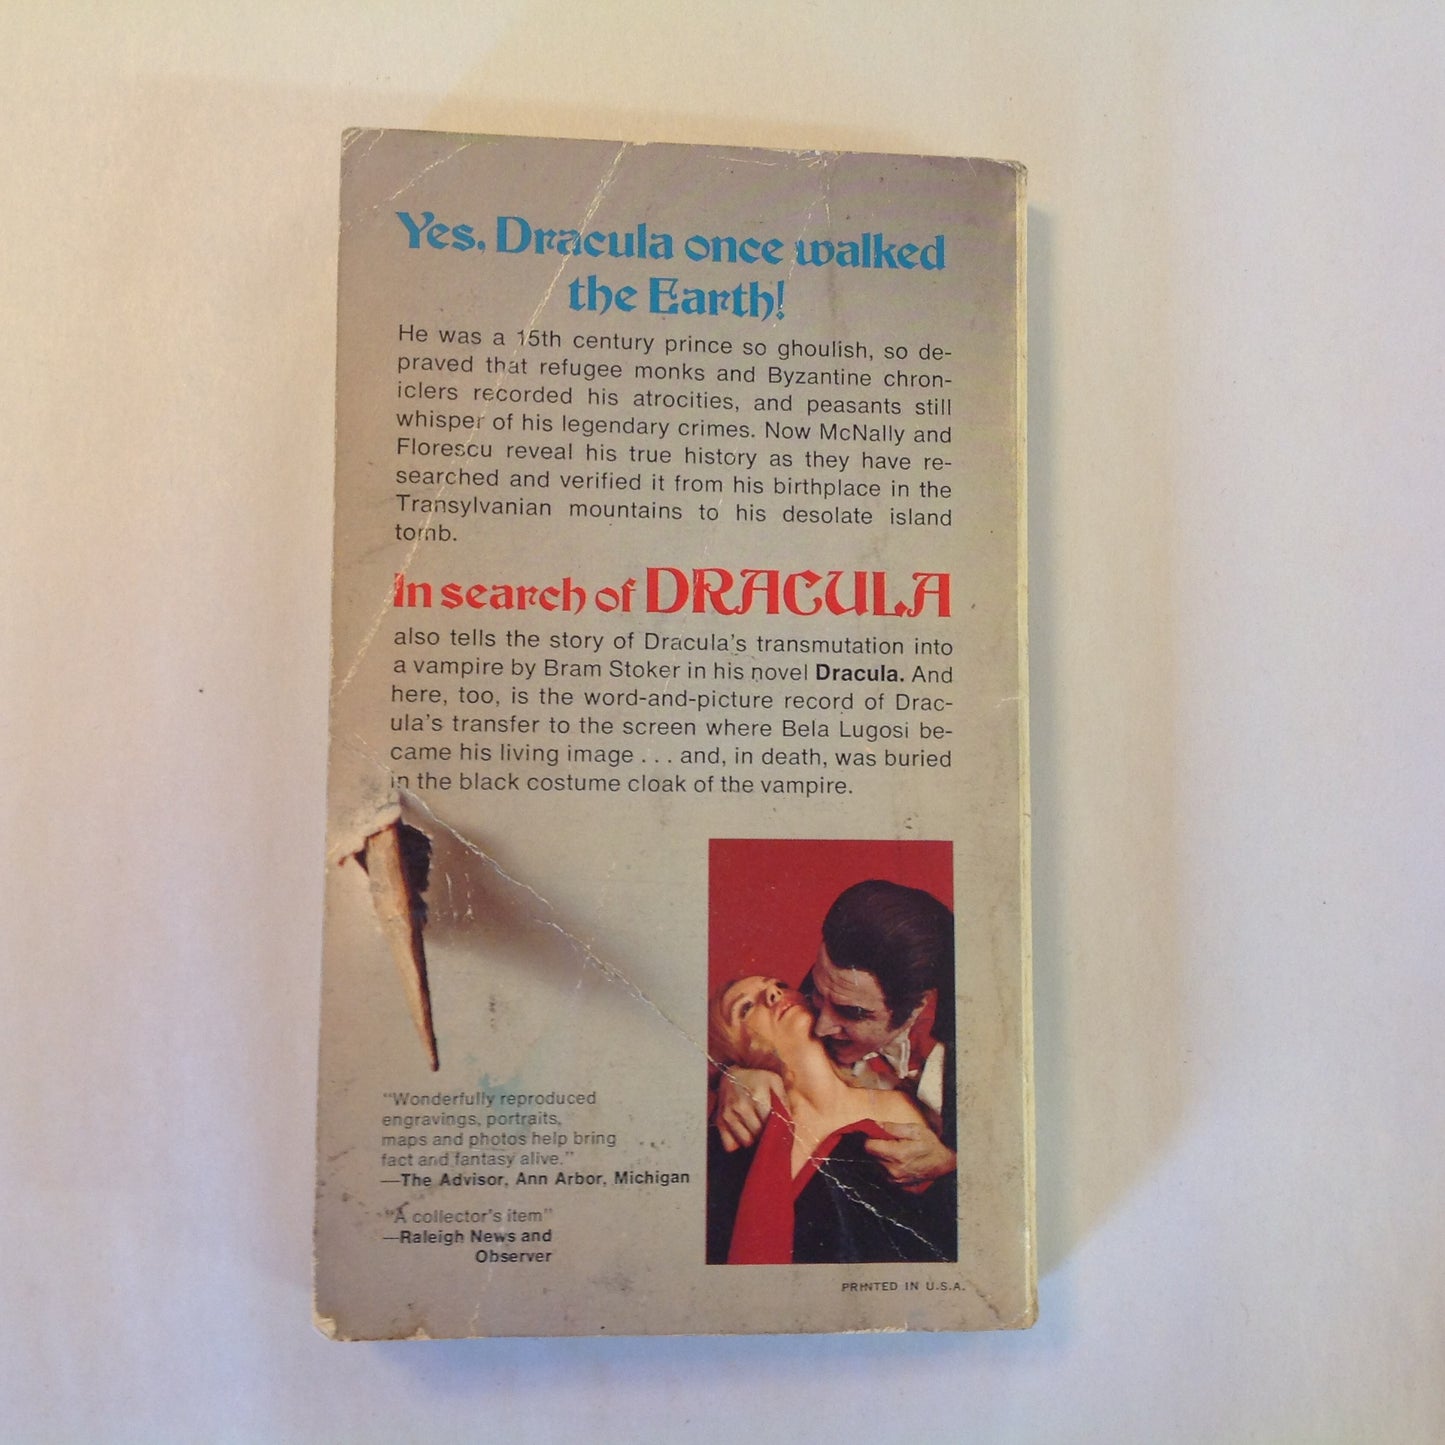 Yes, Dracula once walked
the Earth!
He was a 15th century prince so ghoulish, so de-
praved that refugee monks and Byzantine chron-
iclers recorded his atrocities, and peasants still
whisper of his legendary crimes. Now McNally and
Florescu reveal his true history as they have re-
searched and verified it from his birthplace in the
Transylvanian mountains to his desolate island
tomb.
In search of DRACULA
also tells the story of Dracula's transmutation into
a vampire by Bram Stoker in his novel Dracula. And
here, too, is the word-and-picture record of Drac-
ula's transfer to the screen where Bela Lugosi be-
came his living image . . . and, in death, was buried
in the black costume cloak of the vampire.
"Wonderfully reproduced
engravings, portraits,
maps and photos help bring
fact and fantasy alive."
—The Advisor, Ann Arbor, Michigan
"A collector's item"
—Raleigh News and
Observer
PRINTED IN U.S.A.